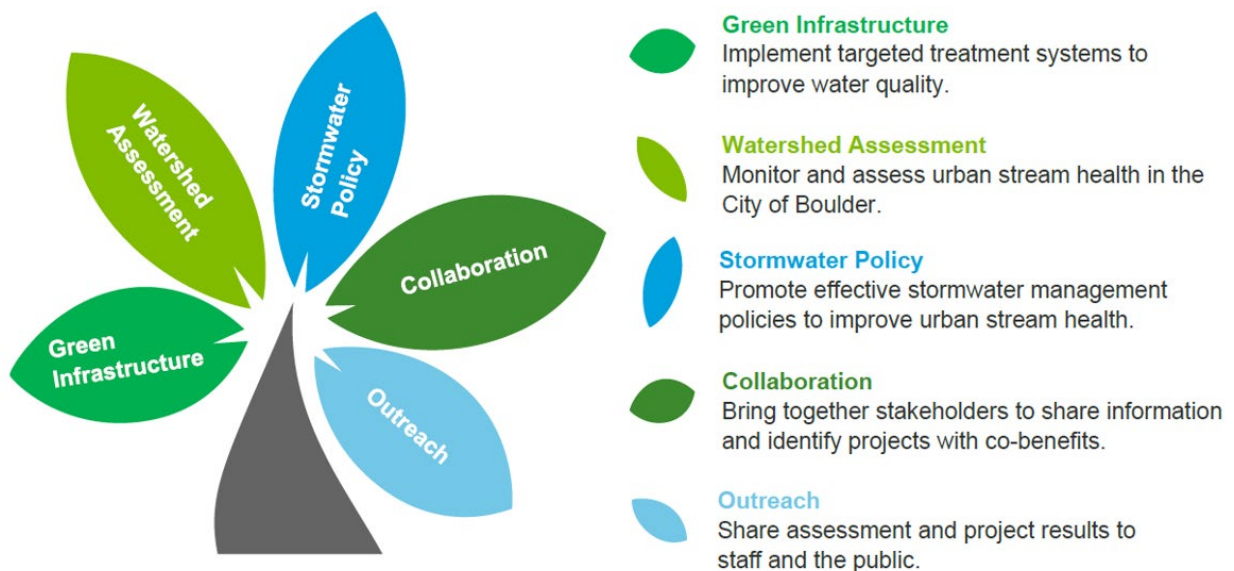 Watershed
Assessment
Stormwater
Policy
Collaboration
Green
Infrastructure
Outreach
Green Infrastructure
Implement targeted treatment systems to
improve water quality.
Watershed Assessment
Monitor and assess urban stream health in the
City of Boulder.
Stormwater Policy
Promote effective stormwater management
policies to improve urban stream health.
Collaboration
Bring together stakeholders to share information
and identify projects with co-benefits.
Outreach
Share assessment and project results to
staff and the public.